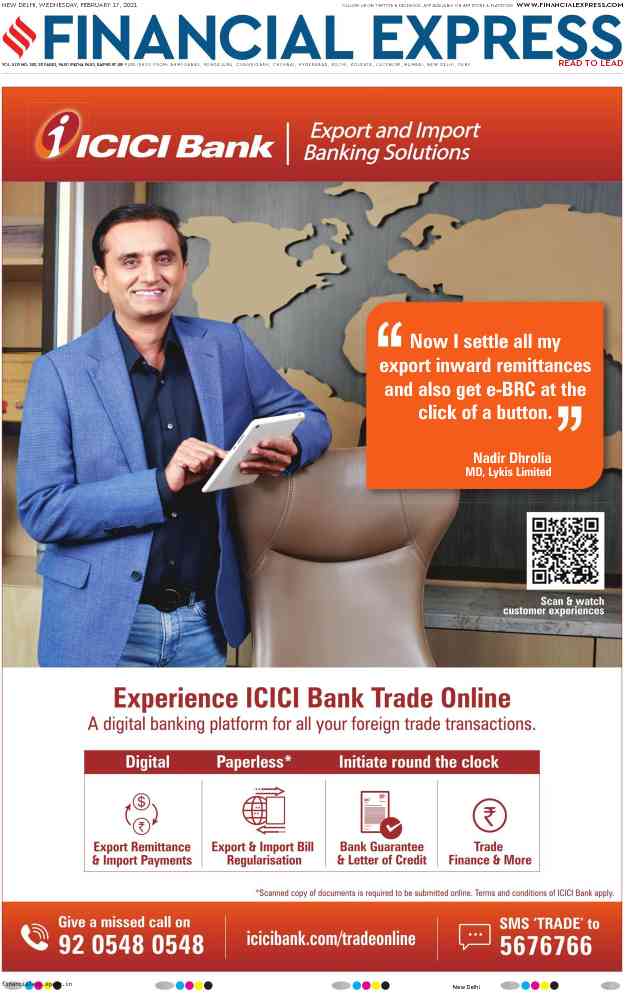 NEW DELHI, WEDNESDAY, FEBRUARY 17, 2021
WWW.FINANCIALEXPRESS.COM
FINANCIAL EXPRESS
READ TO LEAD
i ICICI Bank
Export and Import
Banking Solutions
“Now I settle all my
export inward remittances
and also get e-BRC at the
click of a button.”
Nadir Dhrolia
MD, Lykis Limited
Scan & watch
customer experiences
Experience ICICI Bank Trade Online
A digital banking platform for all your foreign trade transactions.
Digital Paperless* Initiate round the clock
Export Remittance
& Import Payments
Export & Import Bill
Regularisation
Bank Guarantee
& Letter of Credit
Trade
Finance & More
*Scanned copy of documents is required to be submitted online. Terms and conditions of ICICI Bank apply.
Give a missed call on
92 0548 0548
icicibank.com/tradeonline
SMS ‘TRADE’ to
5676766
New Delhi